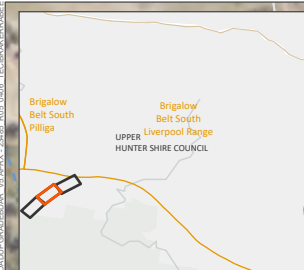 Brigalow
Belt South
Pilliga
Brigalow
Belt South
Liverpool Range
UPPER
HUNTER SHIRE COUNCIL